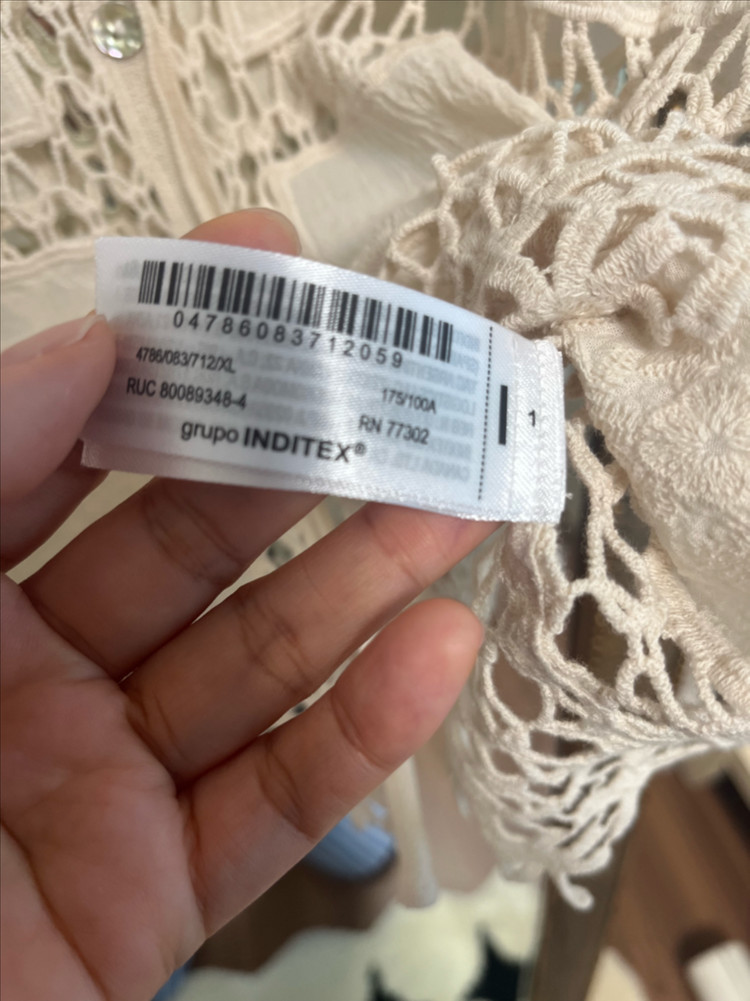 04786083712059
4786/083/712/XL
175/100A
RUC 80089348-4
RN 77302
grupo INDITEX®
1